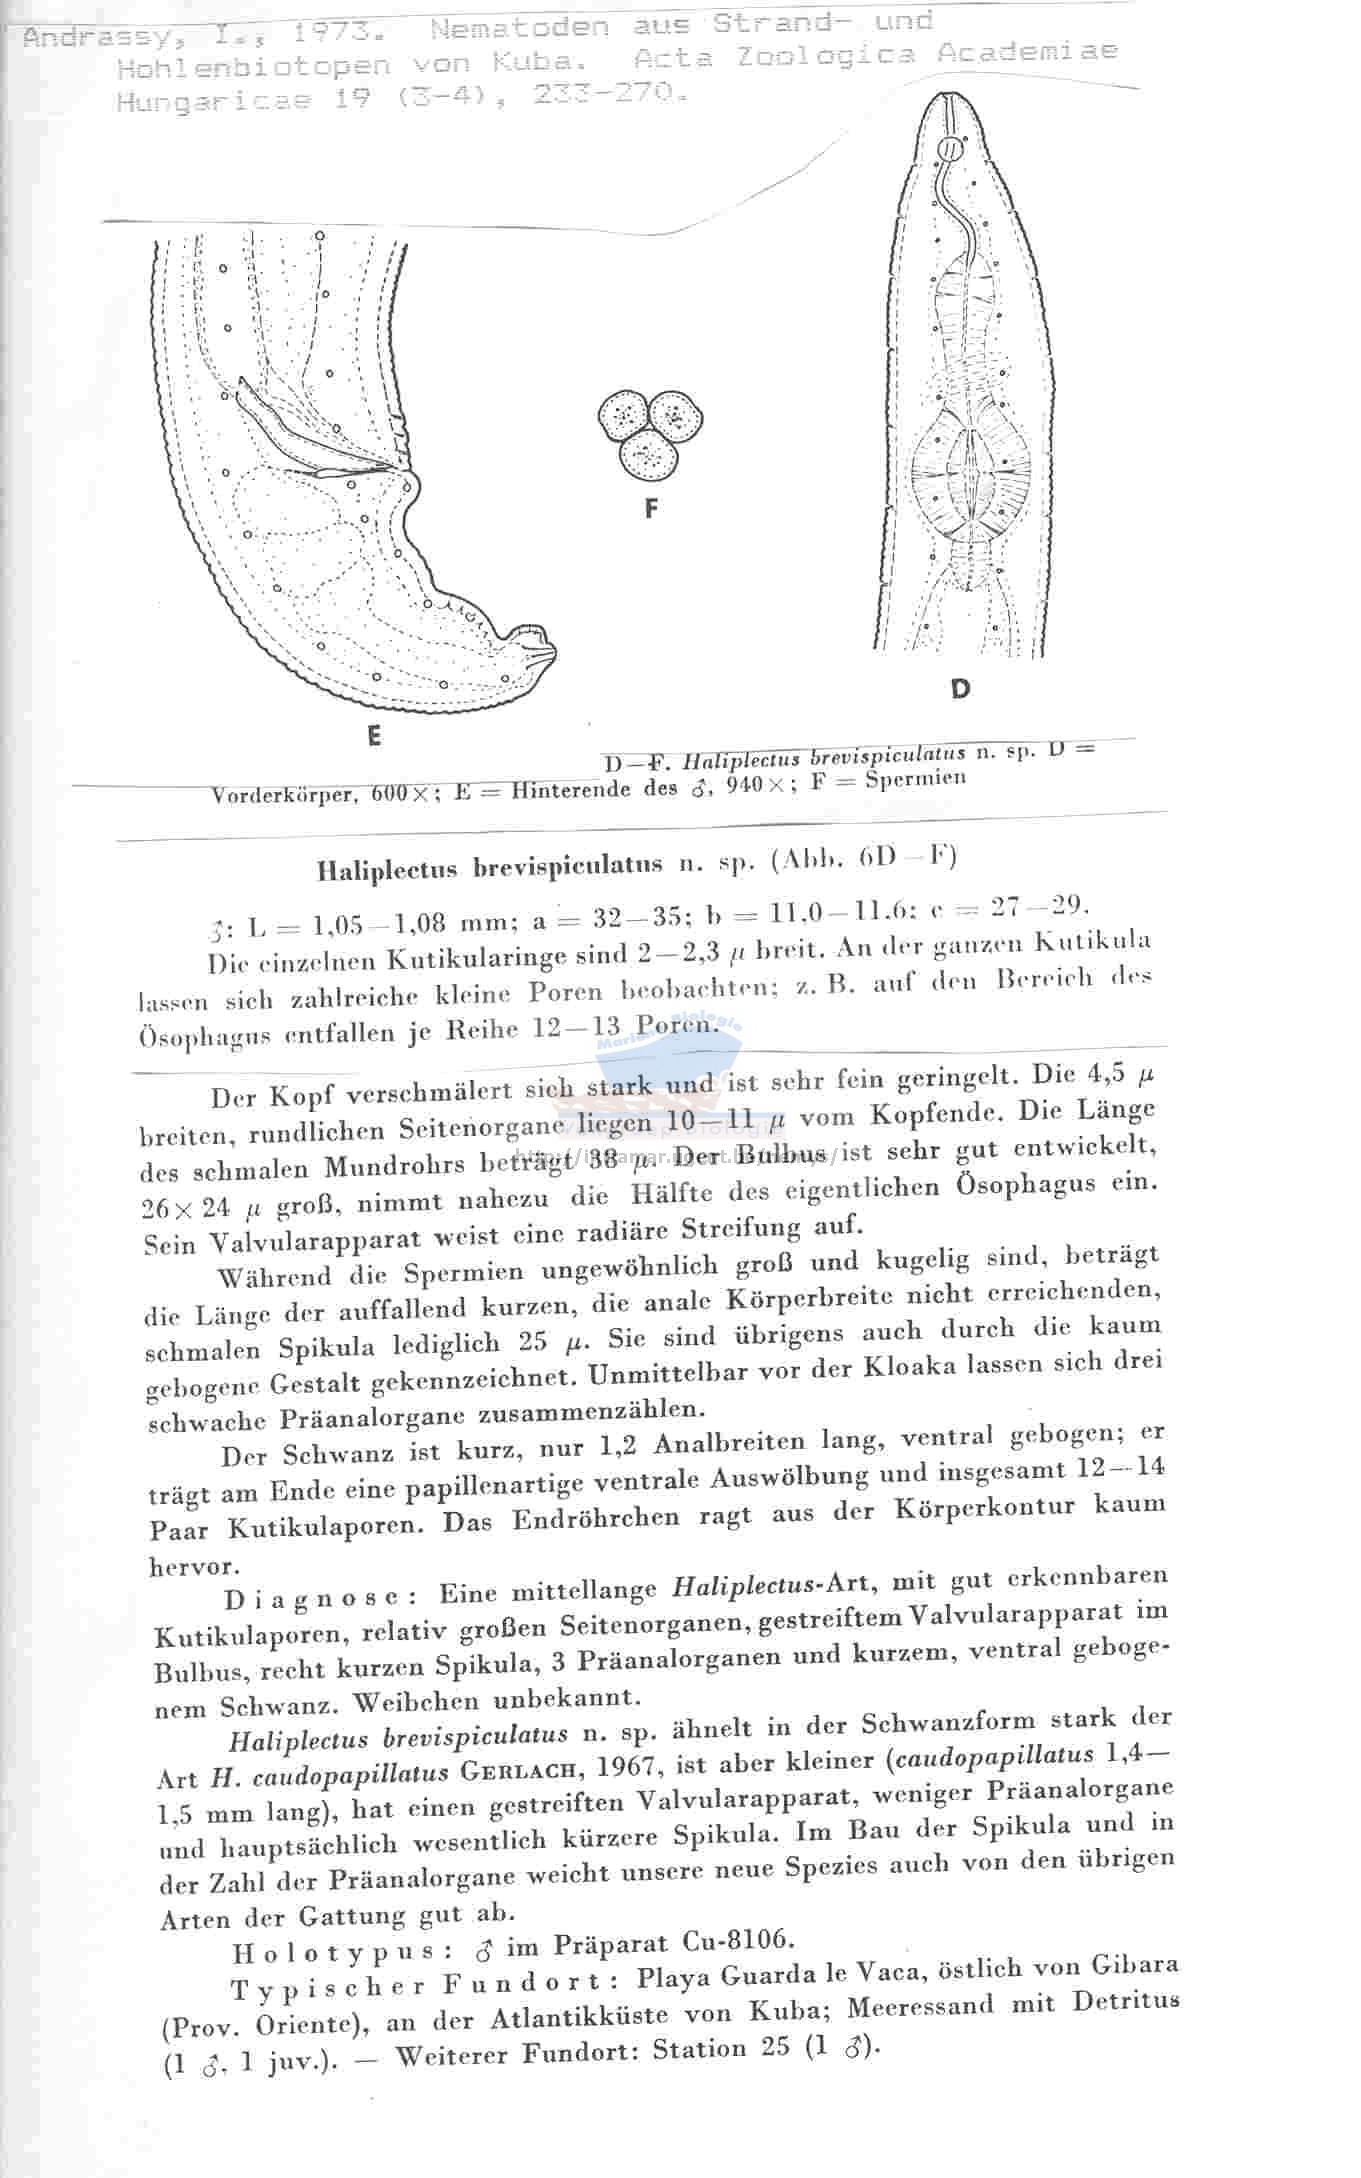 Andrassy, I., 1973. Nematoden aus Strand- und
Hohlenbiotopen von Kuba. Acta Zoologica Academiae
Hungaricae 19 (3-4), 233-270.
E
F
D
D—F. Haliplectus brevispiculatus n. sp. D =
Vorderkörper, 600×; E = Hinterende des ♂, 940×; F = Spermien
Haliplectus brevispiculatus n. sp. (Abb. 6D—F)
♂: L = 1,05—1,08 mm; a = 32—35; b = 11,0—11,6; c = 27—29.
Die einzelnen Kutikularinge sind 2—2,3 μ breit. An der ganzen Kutikula
lassen sich zahlreiche kleine Poren beobachten; z. B. auf den Bereich des
Ösophagus entfallen je Reihe 12—13 Poren.
Der Kopf verschmälert sich stark und ist sehr fein geringelt. Die 4,5 μ
breiten, rundlichen Seitenorgane liegen 10—11 μ vom Kopfende. Die Länge
des schmalen Mundrohrs beträgt 38 μ. Der Bulbus ist sehr gut entwickelt,
26×24 μ groß, nimmt nahezu die Hälfte des eigentlichen Ösophagus ein.
Sein Valvularapparat weist eine radiäre Streifung auf.
Während die Spermien ungewöhnlich groß und kugelig sind, beträgt
die Länge der auffallend kurzen, die anale Körperbreite nicht erreichenden,
schmalen Spikula lediglich 25 μ. Sie sind übrigens auch durch die kaum
gebogene Gestalt gekennzeichnet. Unmittelbar vor der Kloaka lassen sich drei
schwache Präanalorgane zusammenzählen.
Der Schwanz ist kurz, nur 1,2 Analbreiten lang, ventral gebogen; er
trägt am Ende eine papillenartige ventrale Auswölbung und insgesamt 12—14
Paar Kutikulaporen. Das Endröhrchen ragt aus der Körperkontur kaum
hervor.
Diagnose: Eine mittellange Haliplectus-Art, mit gut erkennbaren
Kutikulaporen, relativ großen Seitenorganen, gestreiftem Valvularapparat im
Bulbus, recht kurzen Spikula, 3 Präanalorganen und kurzem, ventral geboge-
nem Schwanz. Weibchen unbekannt.
Haliplectus brevispiculatus n. sp. ähnelt in der Schwanzform stark der
Art H. caudopapillatus GERLACH, 1967, ist aber kleiner (caudopapillatus 1,4—
1,5 mm lang), hat einen gestreiften Valvularapparat, weniger Präanalorgane
und hauptsächlich wesentlich kürzere Spikula. Im Bau der Spikula und in
der Zahl der Präanalorgane weicht unsere neue Spezies auch von den übrigen
Arten der Gattung gut ab.
Holotypus: ♂ im Präparat Cu-8106.
Typischer Fundort: Playa Guarda le Vaca, östlich von Gibara
(Prov. Oriente), an der Atlantikküste von Kuba; Meeressand mit Detritus
(1 ♂, 1 juv.). — Weiterer Fundort: Station 25 (1 ♂).